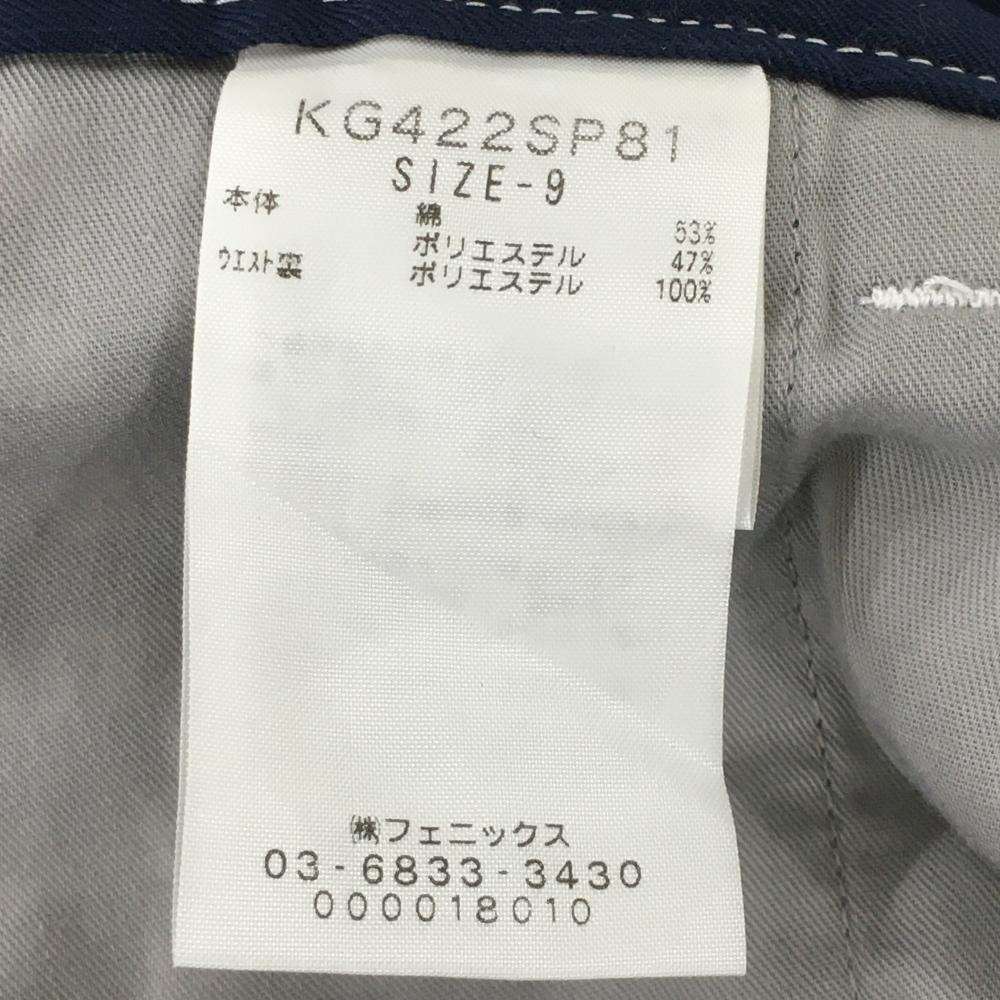 KG422SP81
SIZE-9
本体 綿 53%
ポリエステル 47%
ウエスト裏 ポリエステル 100%
㈱フェニックス
03-6833-3430
000018010